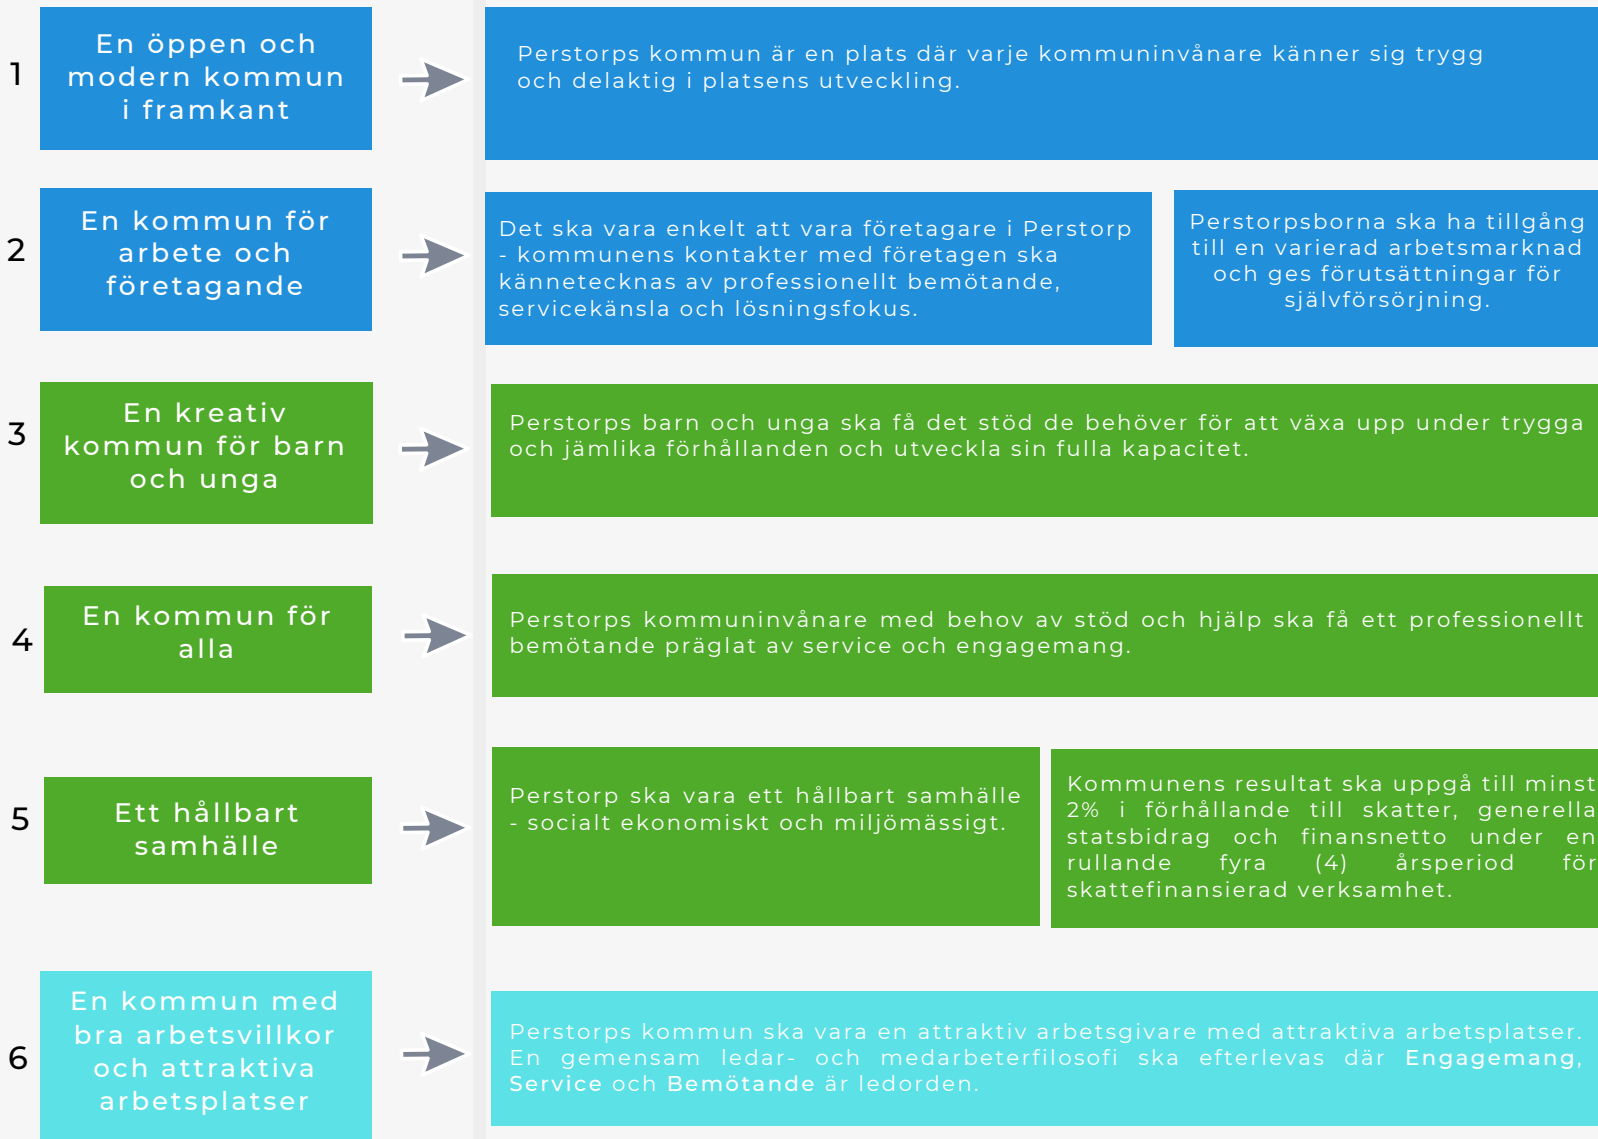 1
En öppen och
modern kommun
i framkant
Perstorps kommun är en plats där varje kommuninvånare känner sig trygg
och delaktig i platsens utveckling.
2
En kommun för
arbete och
företagande
Det ska vara enkelt att vara företagare i Perstorp
- kommunens kontakter med företagen ska
kännetecknas av professionellt bemötande,
servicekänsla och lösningsfokus.
Perstorpsborna ska ha tillgång
till en varierad arbetsmarknad
och ges förutsättningar för
självförsörjning.
3
En kreativ
kommun för barn
och unga
Perstorps barn och unga ska få det stöd de behöver för att växa upp under trygga
och jämlika förhållanden och utveckla sin fulla kapacitet.
4
En kommun för
alla
Perstorps kommuninvånare med behov av stöd och hjälp ska få ett professionellt
bemötande präglat av service och engagemang.
5
Ett hållbart
samhälle
Perstorp ska vara ett hållbart samhälle
- socialt ekonomiskt och miljömässigt.
Kommunens resultat ska uppgå till minst
2% i förhållande till skatter, generella
statsbidrag och finansnetto under en
rullande fyra (4) årsperiod för
skattefinansierad verksamhet.
6
En kommun med
bra arbetsvillkor
och attraktiva
arbetsplatser
Perstorps kommun ska vara en attraktiv arbetsgivare med attraktiva arbetsplatser.
En gemensam ledar- och medarbeterfilosofi ska efterlevas där Engagemang,
Service och Bemötande är ledorden.